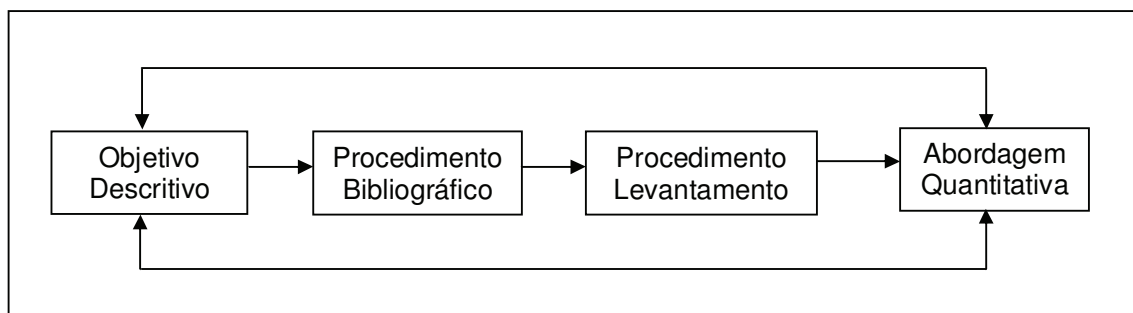 Objetivo
Descritivo
Procedimento
Bibliográfico
Procedimento
Levantamento
Abordagem
Quantitativa